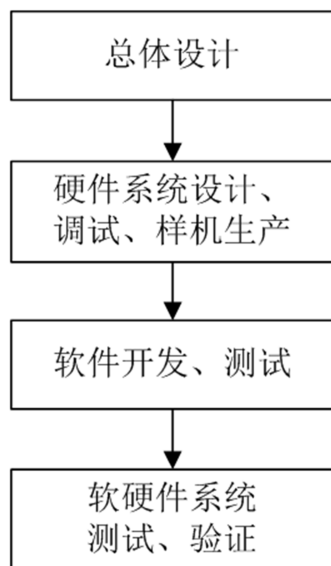 总体设计
硬件系统设计、
调试、样机生产
软件开发、测试
软硬件系统
测试、验证